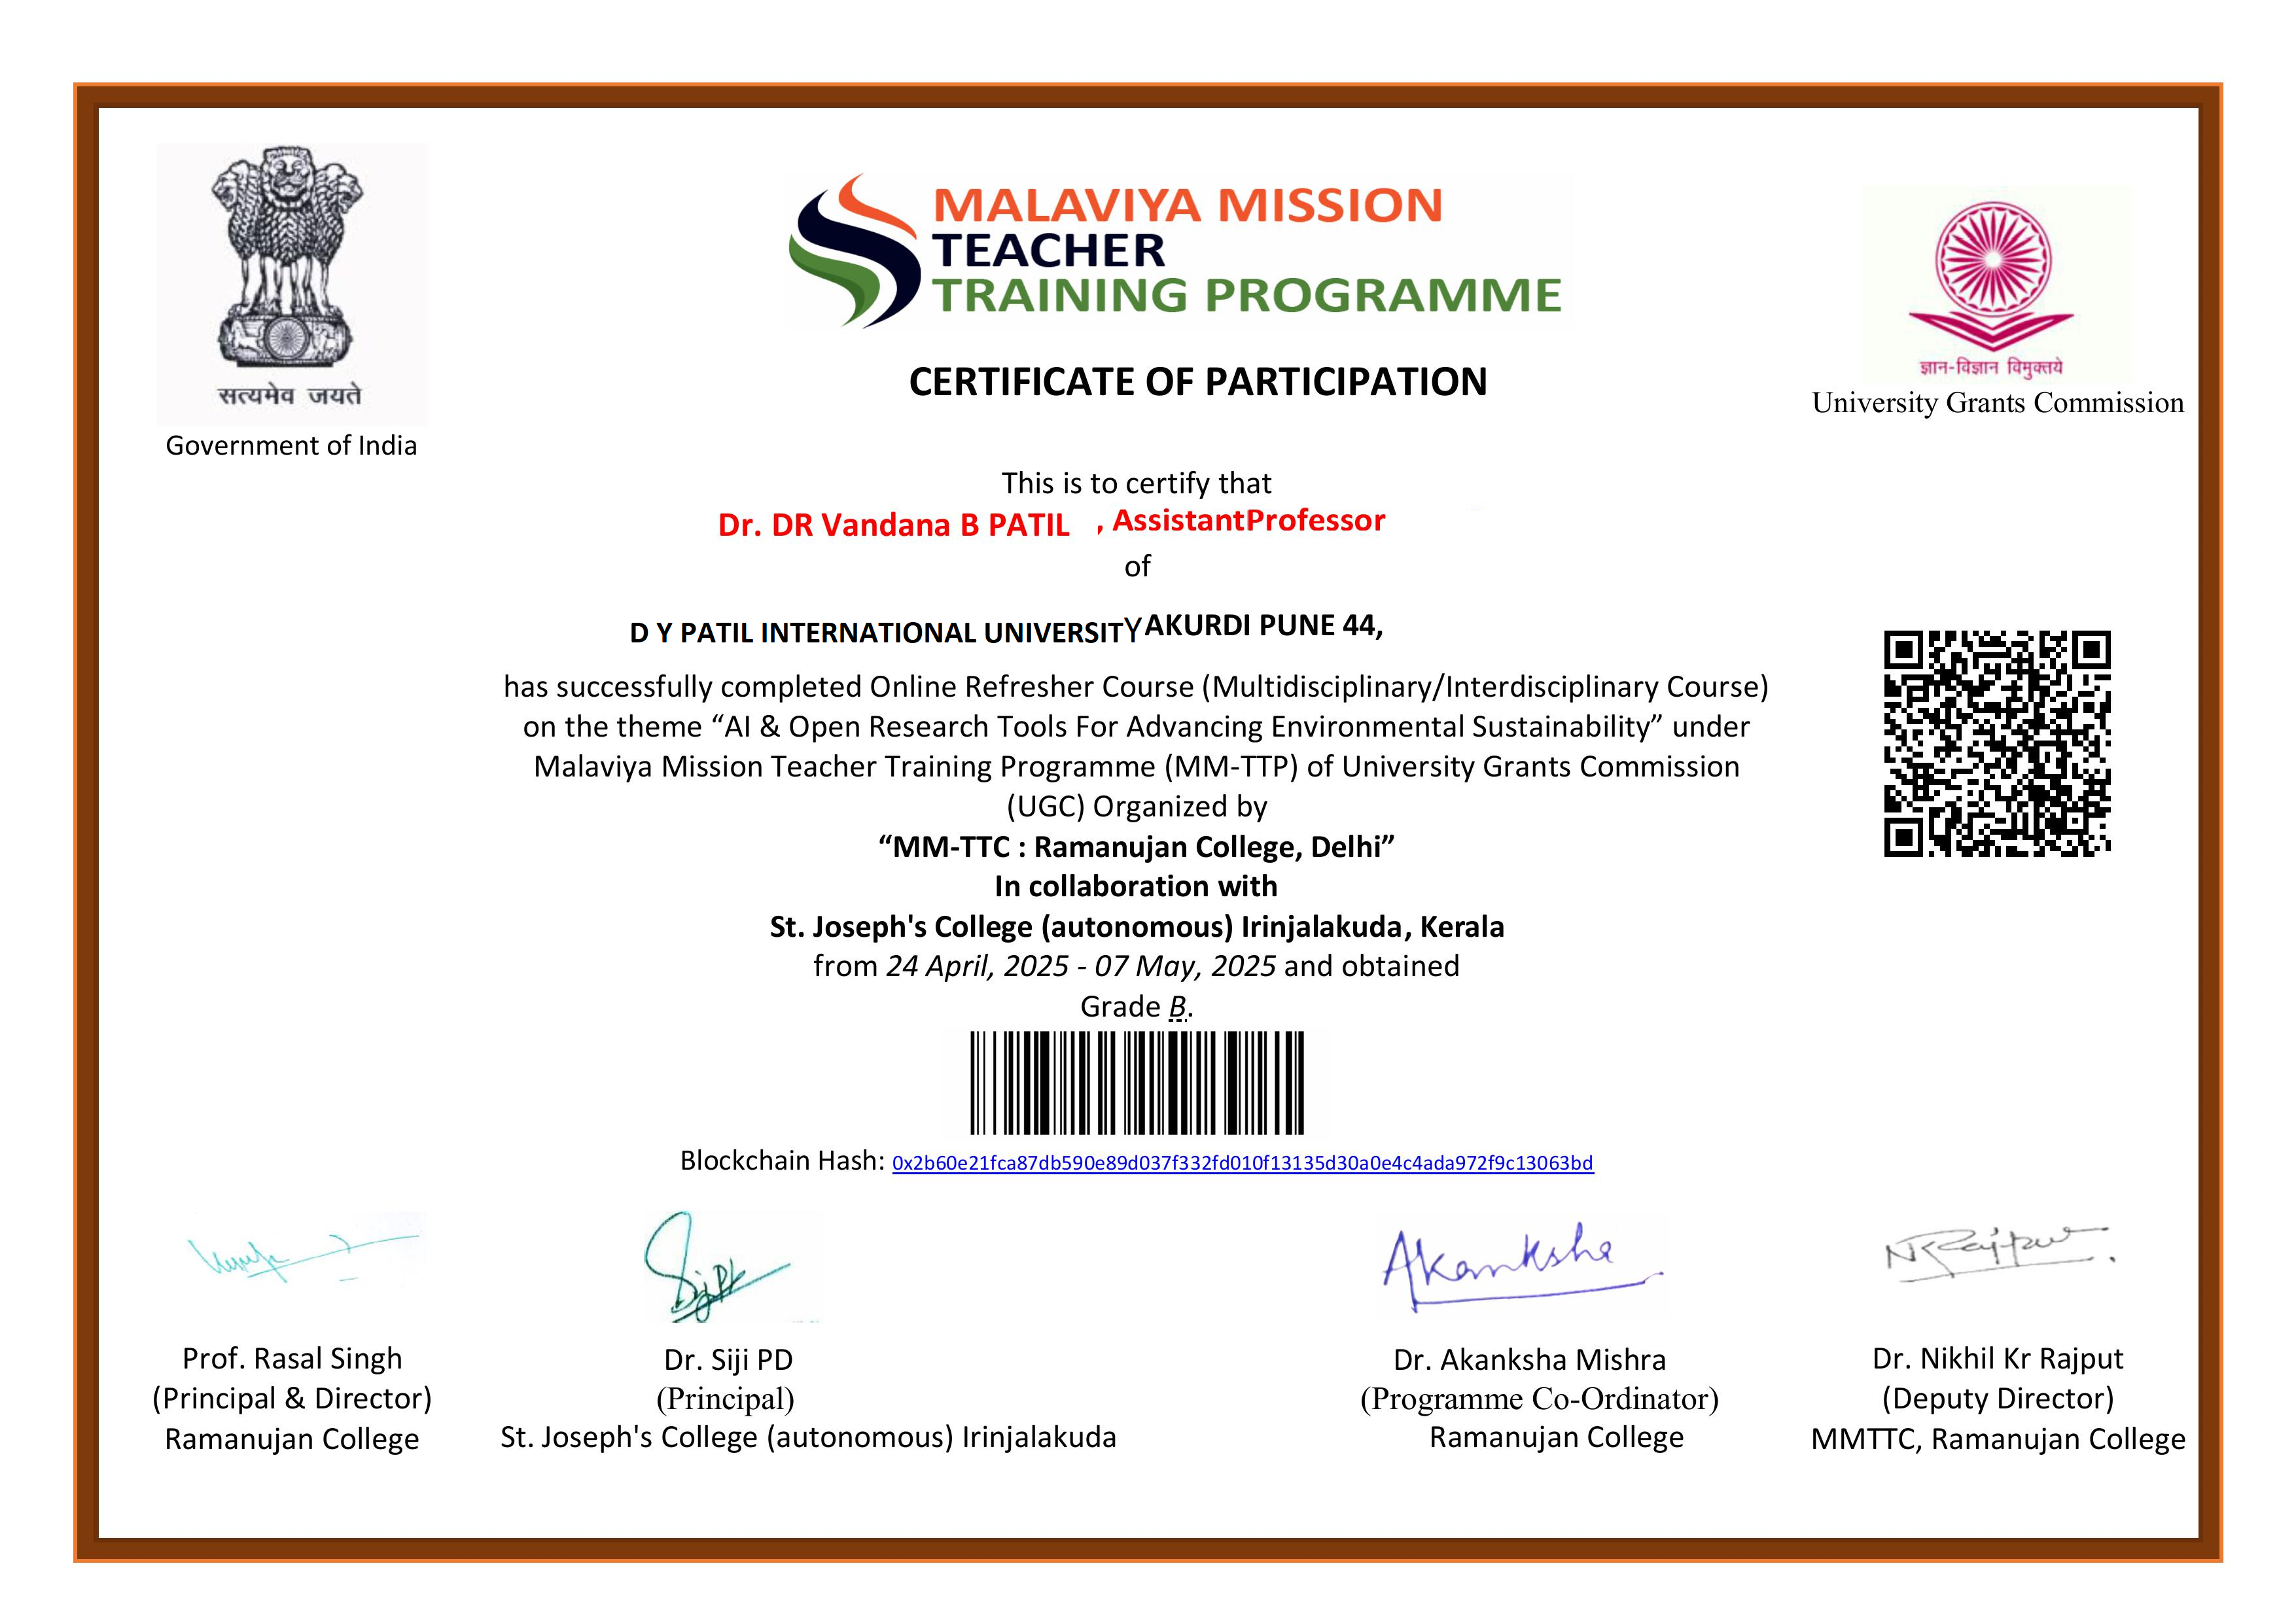 सत्यमेव जयते
Government of India
MALAVIYA MISSION
TEACHER
TRAINING PROGRAMME
ज्ञान-विज्ञान विमुक्तये
University Grants Commission
CERTIFICATE OF PARTICIPATION
This is to certify that
Dr. DR Vandana B PATIL , AssistantProfessor
of
D Y PATIL INTERNATIONAL UNIVERSITY AKURDI PUNE 44,
has successfully completed Online Refresher Course (Multidisciplinary/Interdisciplinary Course)
on the theme “AI & Open Research Tools For Advancing Environmental Sustainability” under
Malaviya Mission Teacher Training Programme (MM-TTP) of University Grants Commission
(UGC) Organized by
“MM-TTC : Ramanujan College, Delhi”
In collaboration with
St. Joseph's College (autonomous) Irinjalakuda, Kerala
from 24 April, 2025 - 07 May, 2025 and obtained
Grade B.
Blockchain Hash: 0x2b60e21fca87db590e89d037f332fd010f13135d30a0e4c4ada972f9c13063bd
Akanksha
NRajput
Prof. Rasal Singh
(Principal & Director)
Ramanujan College
Dr. Siji PD
(Principal)
St. Joseph's College (autonomous) Irinjalakuda
Dr. Akanksha Mishra
(Programme Co-Ordinator)
Ramanujan College
Dr. Nikhil Kr Rajput
(Deputy Director)
MMTTC, Ramanujan College